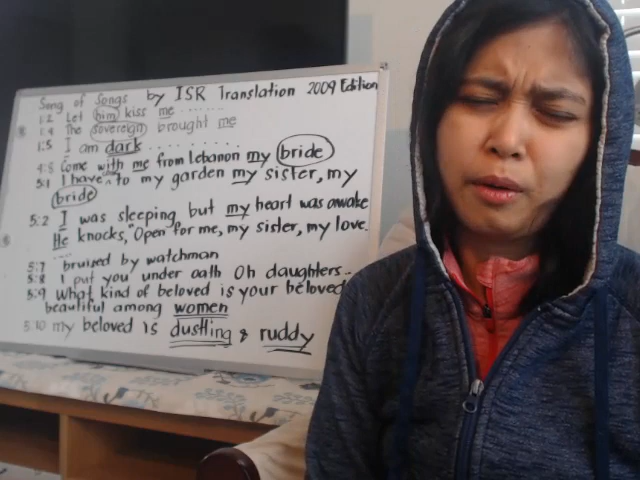 Song of Songs by ISR Translation 2009 Edition
1:2 Let him kiss me .......
1:4 The sovereign brought me
1:5 I am dark .........
4:8 Come with me from lebanon my bride
5:1 I have to my garden my sister, my
bride
5:2 I was sleeping, but my heart was awake
He knocks, "Open for me, my sister, my love.
5:7 bruised by watchman
5:8 I put you under oath Oh daughters..
5:9 What kind of beloved is your beloved
beautiful among women
5:10 my beloved is dustling & ruddy